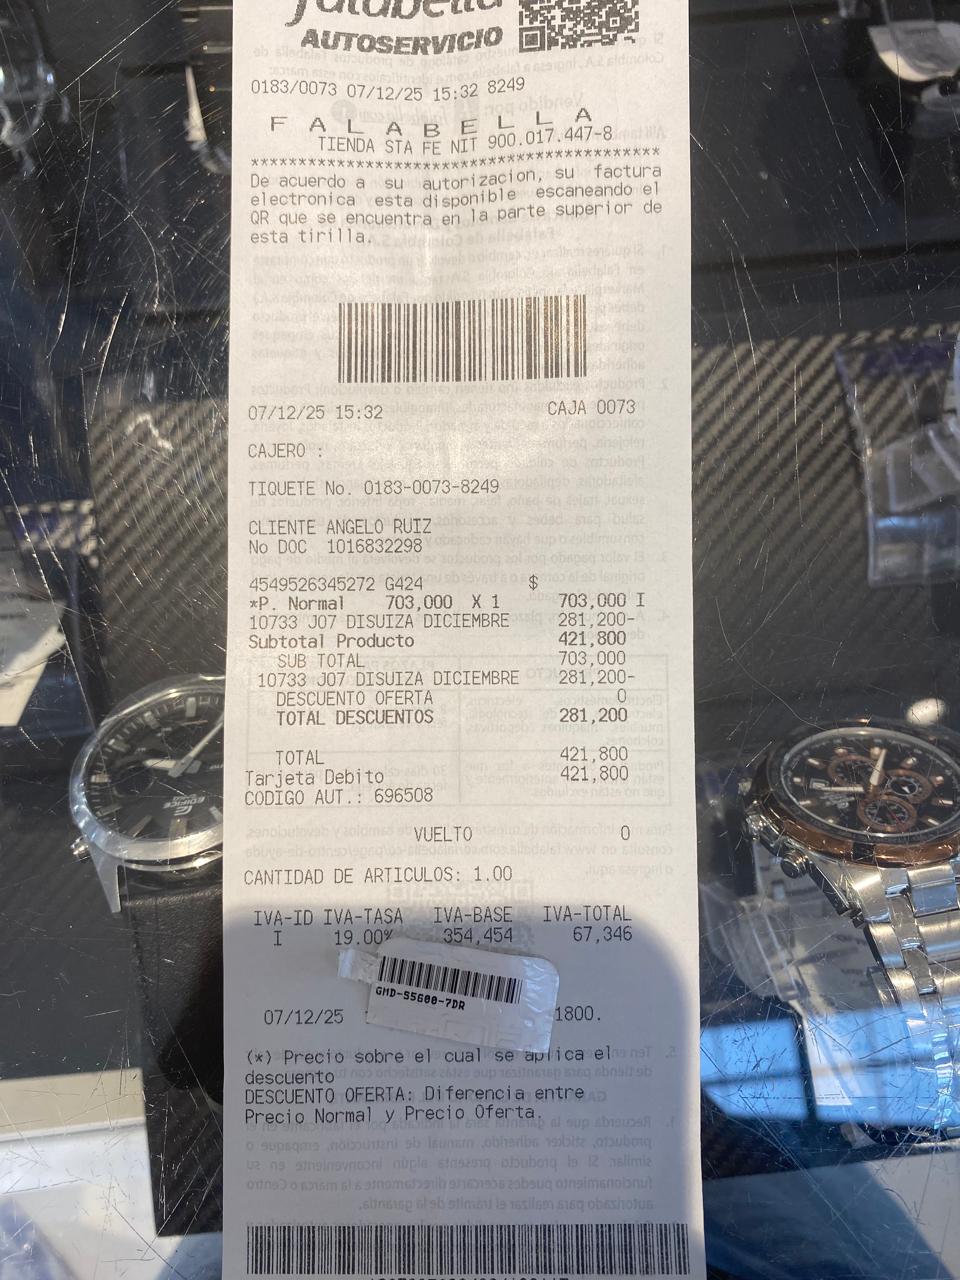 falabella
AUTOSERVICIO
0183/0073 07/12/25 15:32 8249
F A L A B E L L A
TIENDA STA FE NIT 900.017.447-8
*******************************************
De acuerdo a su autorizacion, su factura
electronica esta disponible escaneando el
QR que se encuentra en la parte superior de
esta tirilla.
07/12/25 15:32 CAJA 0073
CAJERO :
TIQUETE No. 0183-0073-8249
CLIENTE ANGELO RUIZ
No DOC 1016832298
4549526345272 G424 $
*P. Normal 703,000 X 1 703,000 I
10733 J07 DISUIZA DICIEMBRE 281,200-
Subtotal Producto 421,800
SUB TOTAL 703,000
10733 J07 DISUIZA DICIEMBRE 281,200-
DESCUENTO OFERTA 0
TOTAL DESCUENTOS 281,200
TOTAL 421,800
Tarjeta Debito 421,800
CODIGO AUT.: 696508
VUELTO 0
CANTIDAD DE ARTICULOS: 1.00
IVA-ID IVA-TASA IVA-BASE IVA-TOTAL
I 19.00% 354,454 67,346
GMD-S5600-7DR
07/12/25 1800.
(*) Precio sobre el cual se aplica el
descuento
DESCUENTO OFERTA: Diferencia entre
Precio Normal y Precio Oferta.
EDIFICE